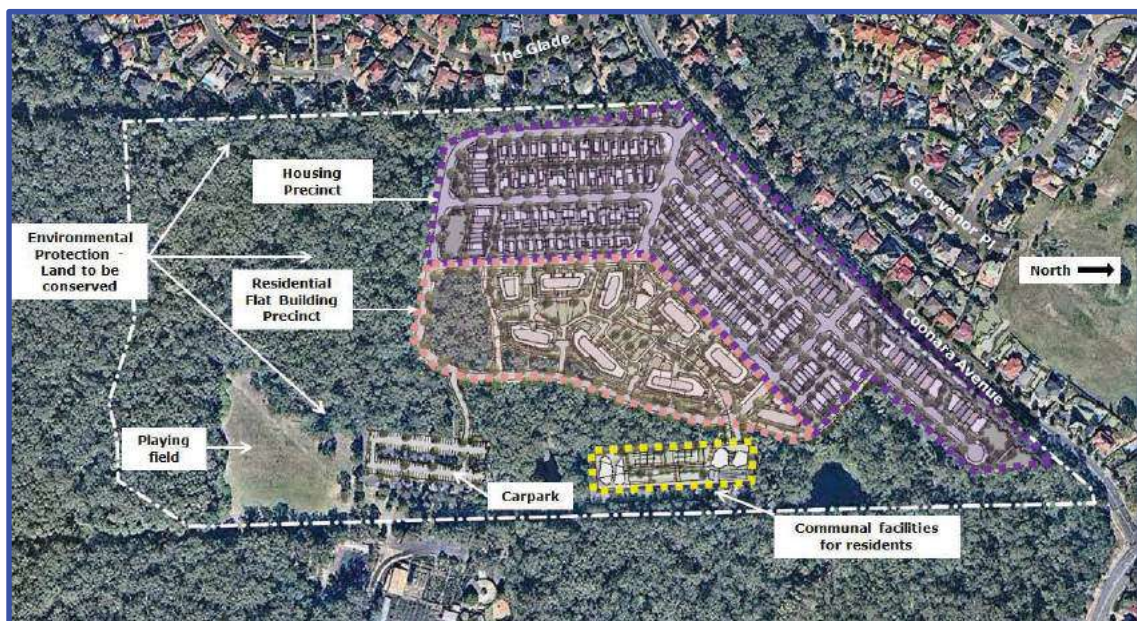 The Glade
Housing
Precinct
Grosvenor Pl
Environmental
Protection -
Land to be
conserved
Residential
Flat Building
Precinct
North
Coonara Avenue
Playing
field
Carpark
Communal facilities
for residents